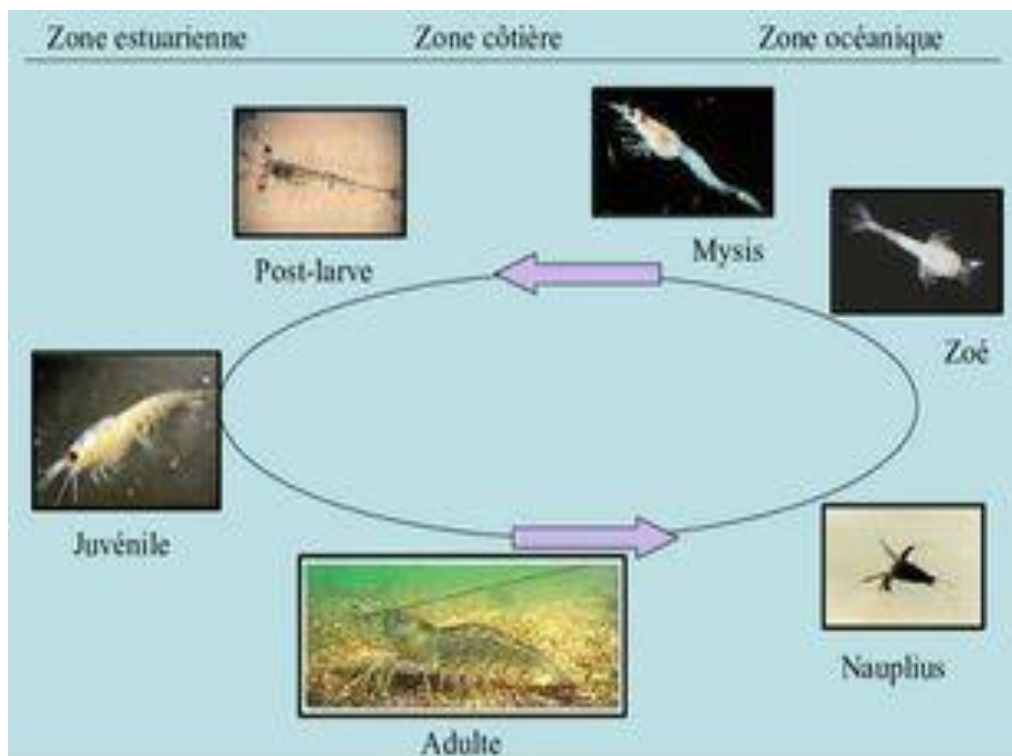 Zone estuarienne Zone côtière Zone océanique
Mysis
Post-larve
Zoé
Juvénile
Nauplius
Adulte